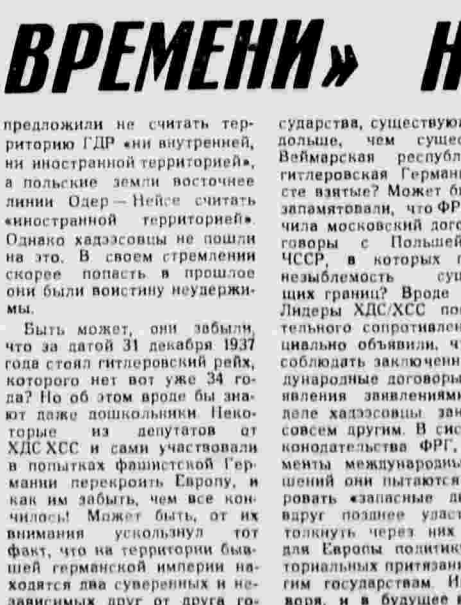 ВРЕМЕНИ» Н
предложили не считать тер-
риторию ГДР «ни внутренней,
ни иностранной территорией»,
а польские земли восточнее
линии Одер — Нейсе считать
«иностранной территорией».
Однако хадээсовцы не пошли
на это. В своем стремлении
скорее попасть в прошлое
они были воистину неудержи-
мы.
Быть может, они забыли,
что за датой 31 декабря 1937
года стоял гитлеровский рейх,
которого нет вот уже 34 го-
да? Но об этом вроде бы зна-
ют даже дошкольники. Неко-
торые из депутатов от
ХДС ХСС и сами участвовали
в попытках фашистской Гер-
мании перекроить Европу, и
как им забыть, чем все кон-
чилось! Может быть, от их
внимания ускользнул тот
факт, что на территории быв-
шей германской империи на-
ходятся два суверенных и не-
зависимых друг от друга го-
сударства, существую
дольше, чем сущес
Веймарская республ
гитлеровская Германи
сте взятые? Может б
запамятовали, что ФР
чила московский дого
говоры с Польшей
ЧССР, в которых п
незыблемость сущ
щих границ? Вроде
Лидеры ХДС/ХСС по
тельного сопротивлен
циально объявили, ч
соблюдать заключенн
дународные договоры
явления заявлениями
деле хадээсовцы зан
совсем другим. В сис
конодательства ФРГ,
менты международны
шений они пытаются
ровать «запасные д
вдруг позднее удаст
толкнуть через них
для Европы политик
ториальных притязани
гим государствам. И
воря, и в будущее в